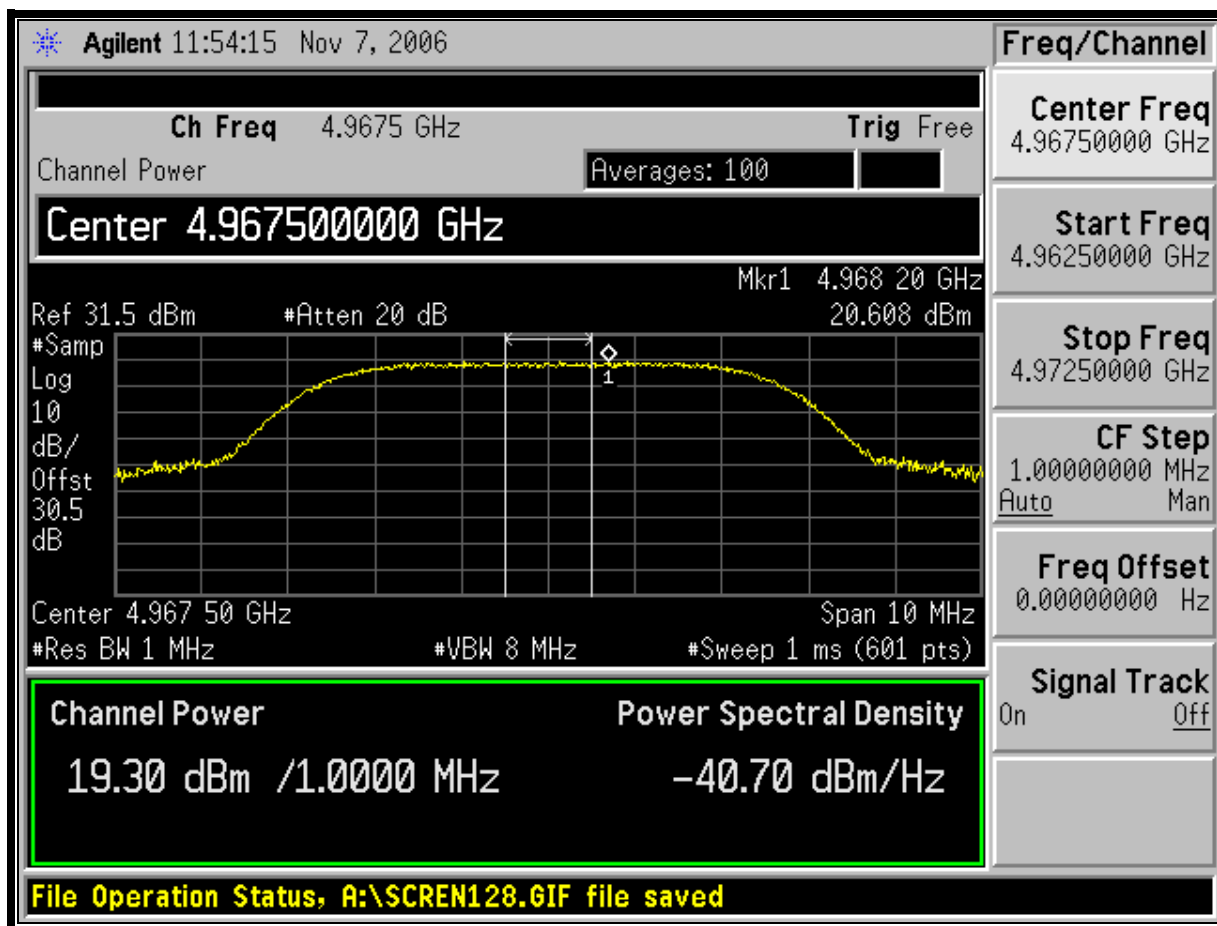 Agilent 11:54:15 Nov 7, 2006
Freq/Channel
Ch Freq 4.9675 GHz Trig Free
Channel Power Averages: 100
Center 4.967500000 GHz
Mkr1 4.968 20 GHz
Ref 31.5 dBm #Atten 20 dB 20.608 dBm
#Samp
Log
10
dB/
Offst
30.5
dB
1
Center 4.967 50 GHz Span 10 MHz
#Res BW 1 MHz #VBW 8 MHz #Sweep 1 ms (601 pts)
Channel Power Power Spectral Density
19.30 dBm /1.0000 MHz -40.70 dBm/Hz
File Operation Status, A:\SCREN128.GIF file saved
Center Freq
4.96750000 GHz
Start Freq
4.96250000 GHz
Stop Freq
4.97250000 GHz
CF Step
1.00000000 MHz
Auto Man
Freq Offset
0.00000000 Hz
Signal Track
On Off